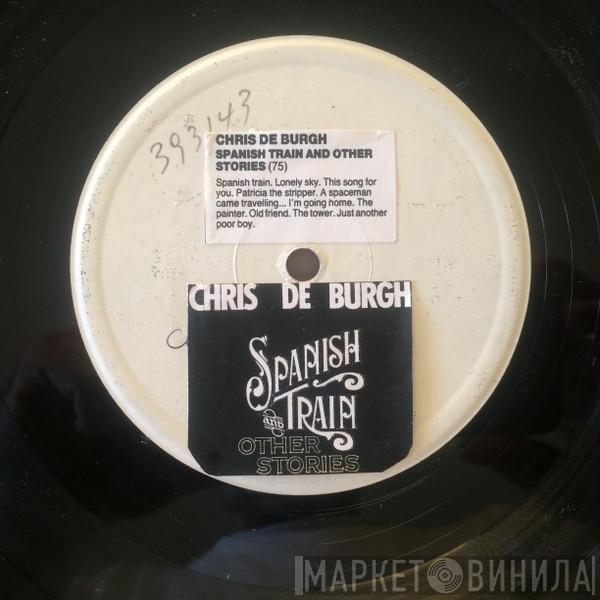 393143
CHRIS DE BURGH
SPANISH TRAIN AND OTHER
STORIES (75)
Spanish train. Lonely sky. This song for
you. Patricia the stripper. A spaceman
came travelling... I'm going home. The
painter. Old friend. The tower. Just another
poor boy.
CHRIS DE BURGH
SPANISH
and TRAIN
OTHER
STORIES
МАРКЕТ ВИНИЛА